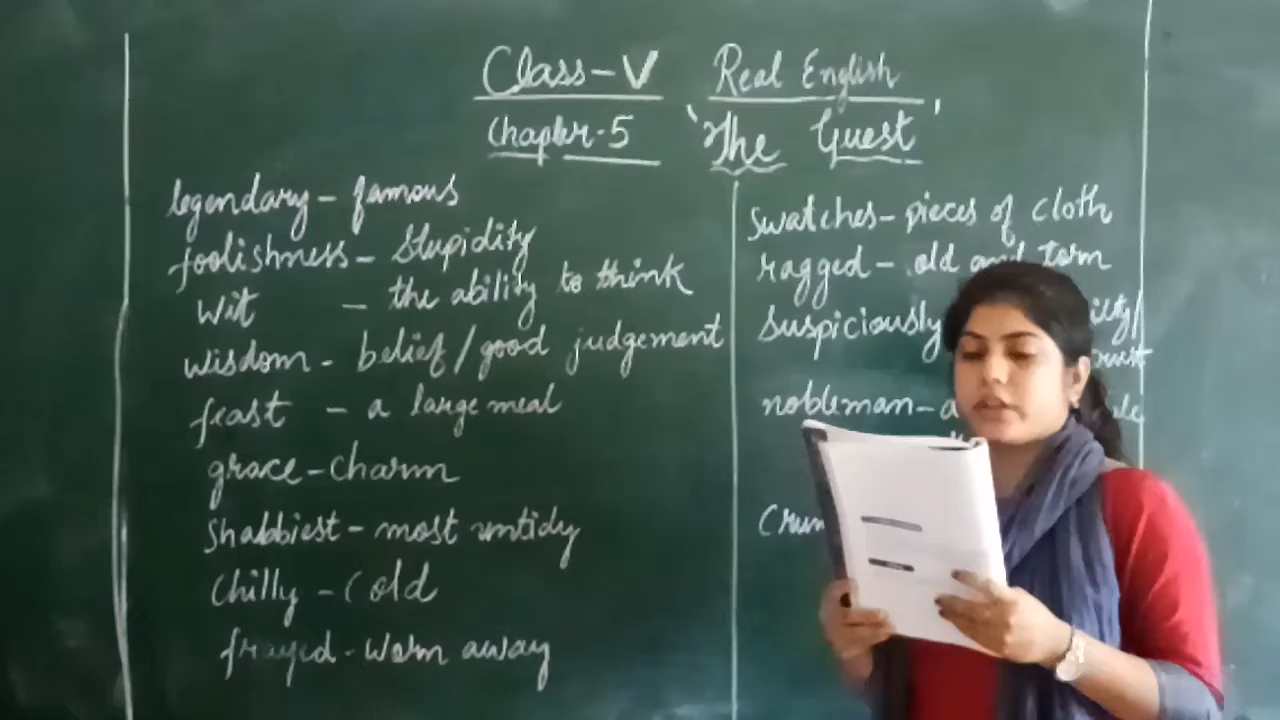 Class-V Real English
Chapter-5 'The Guest'
legendary - famous
foolishness - Stupidity
Wit - the ability to think
wisdom - belief/good judgement
feast - a large meal
grace - charm
Shabbiest - most untidy
Chilly - Cold
frayed - worn away
Swatches - pieces of cloth
ragged - old and torn
Suspiciously
nobleman - a